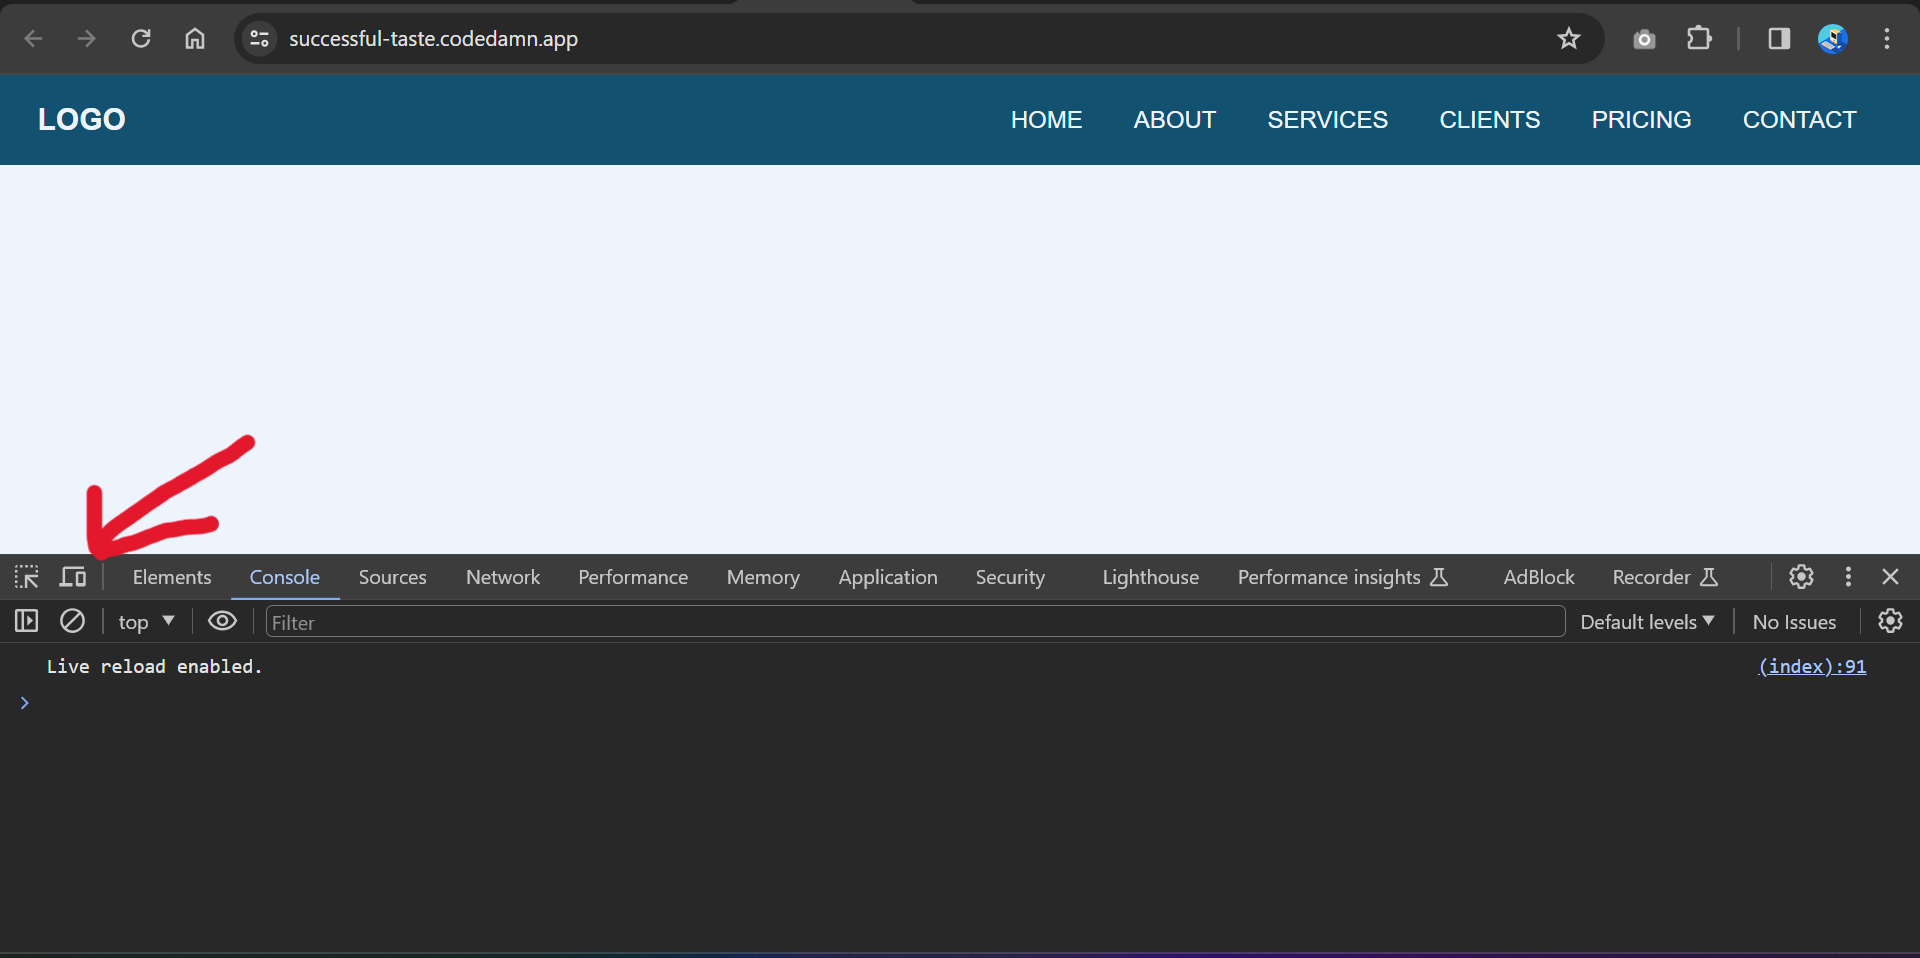 successful-taste.codedamn.app
LOGO HOME ABOUT SERVICES CLIENTS PRICING CONTACT
Elements Console Sources Network Performance Memory Application Security Lighthouse Performance insights AdBlock Recorder
top Filter Default levels No Issues
Live reload enabled. (index):91